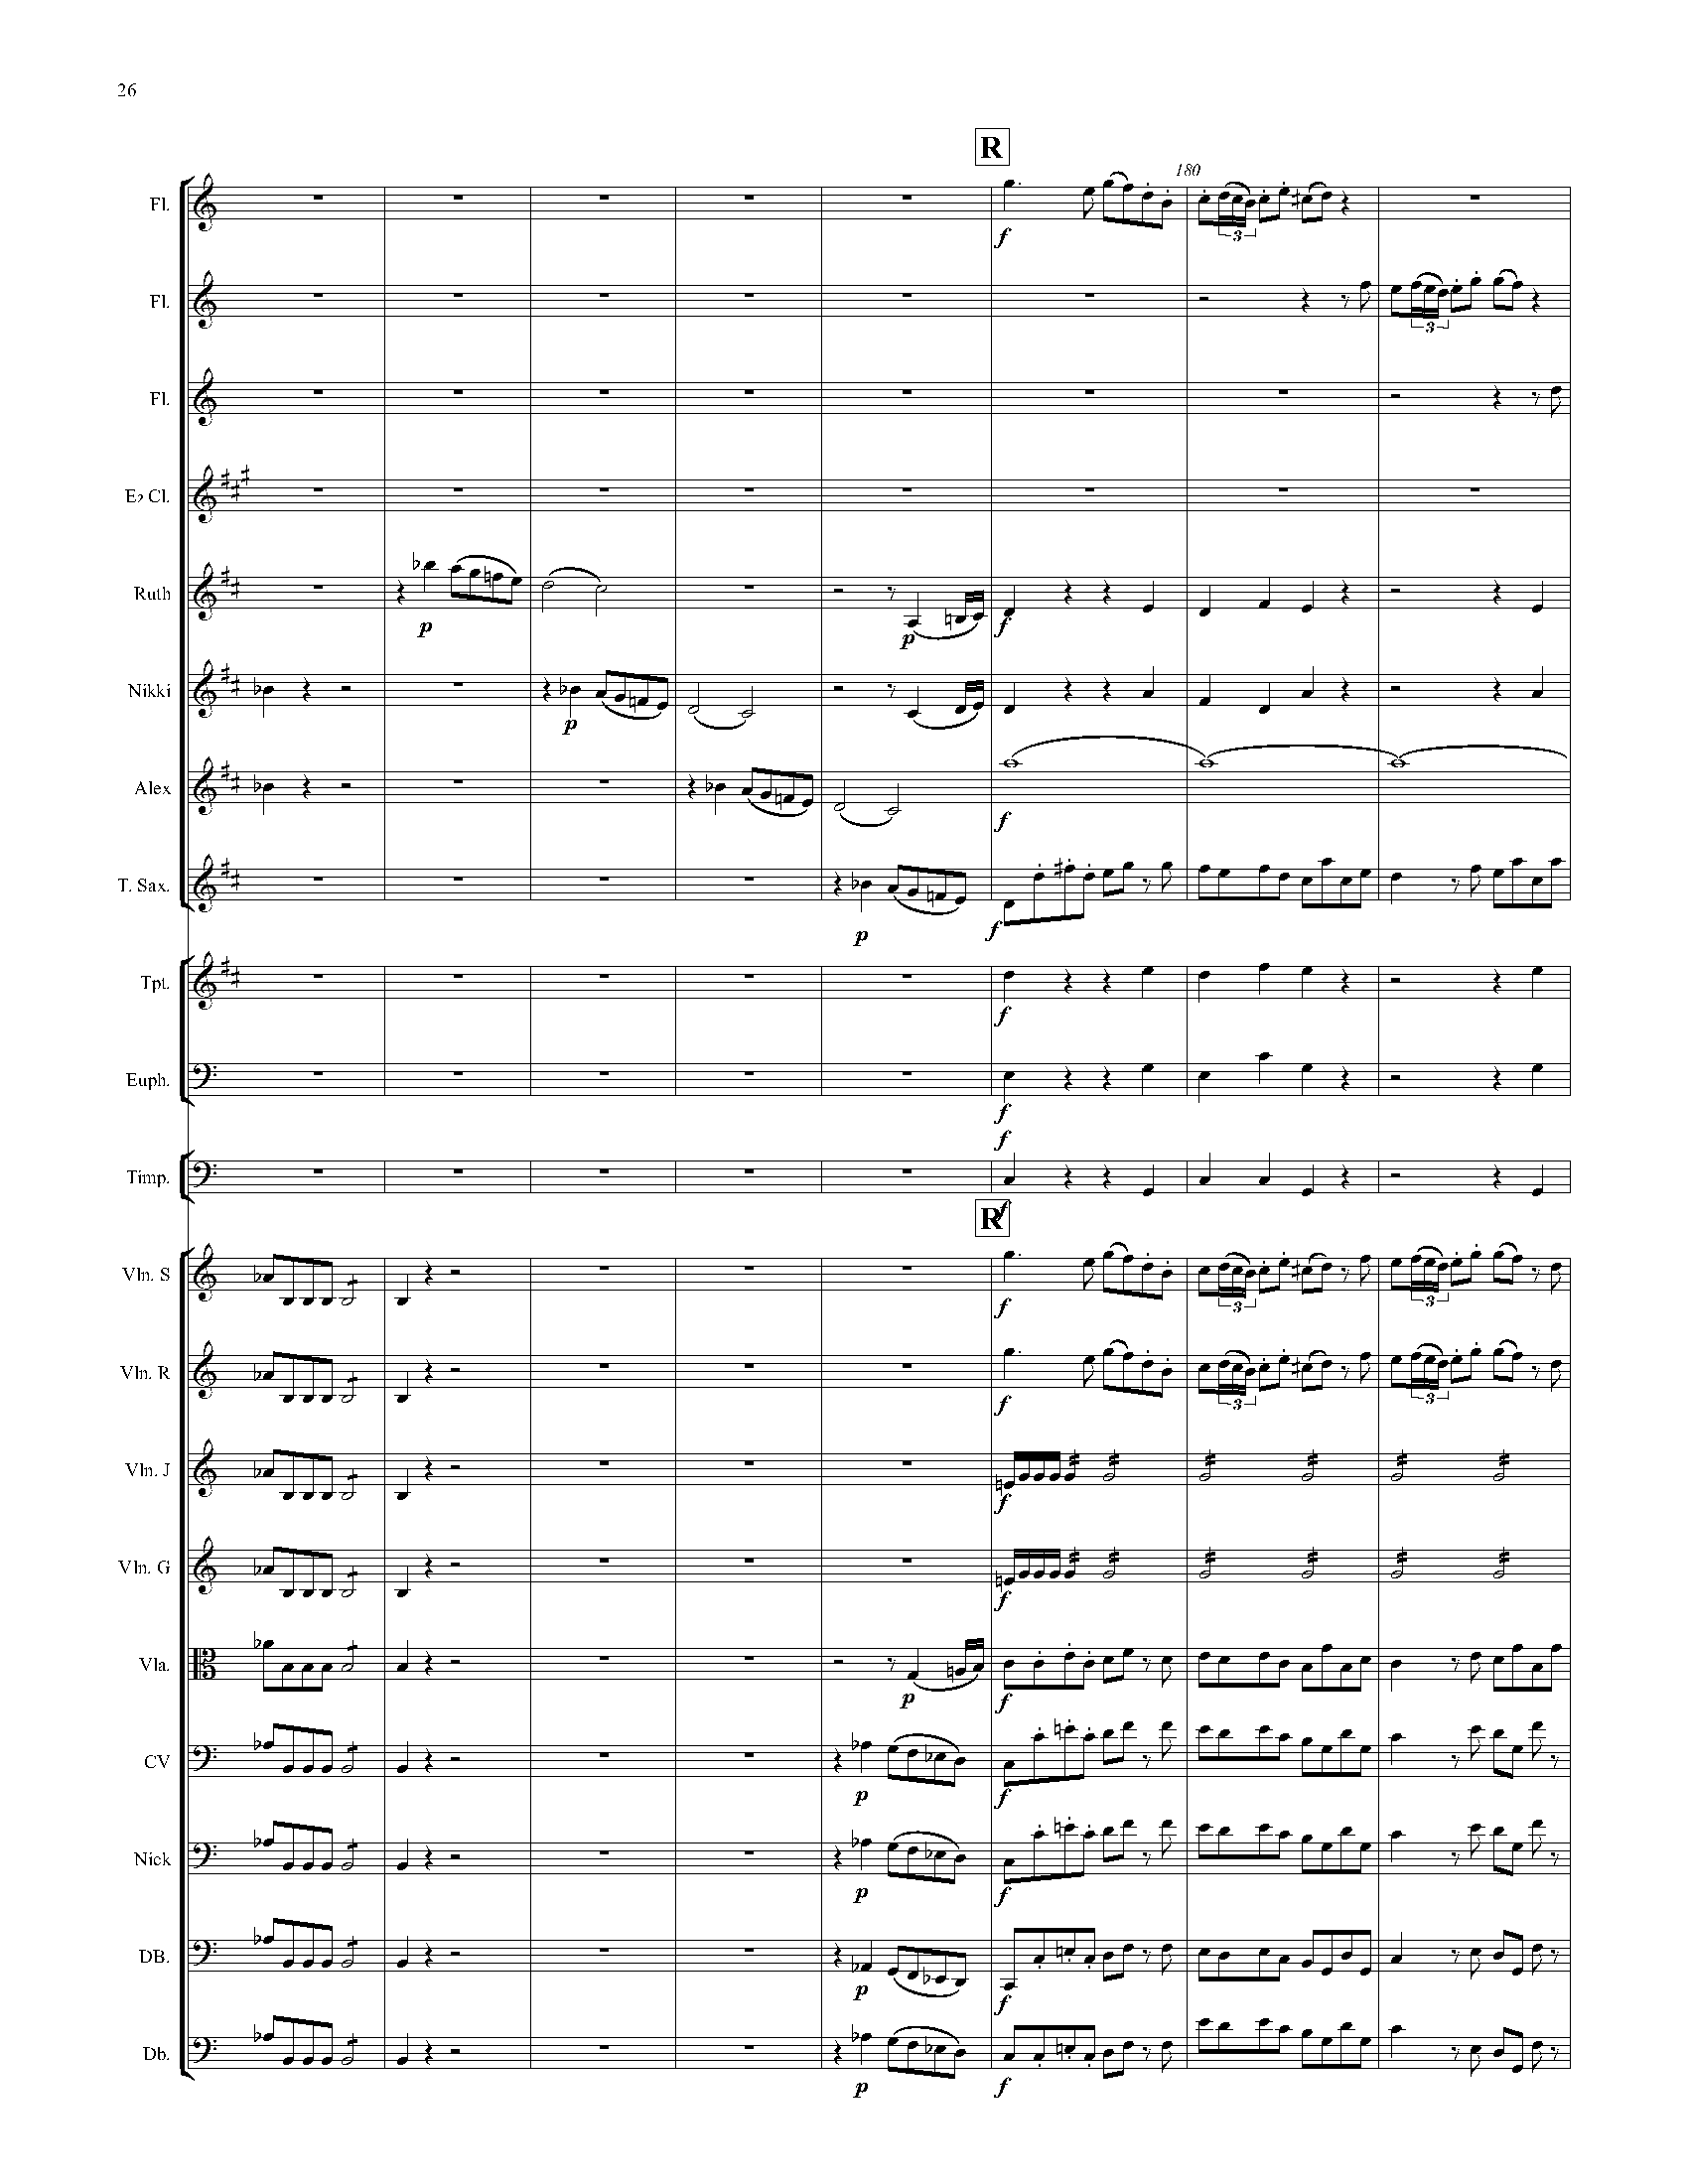 26
R
180
Fl.
f
3
Fl.
3
Fl.
E♭ Cl.
Ruth
p
p
f
Nikki
p
Alex
f
T. Sax.
p
f
Tpt.
f
Euph.
f
f
Timp.
f
R
Vln. S
f
3
3
Vln. R
f
3
3
Vln. J
f
Vln. G
f
Vla.
p
f
CV
p
f
Nick
p
f
DB.
p
f
Db.
p
f